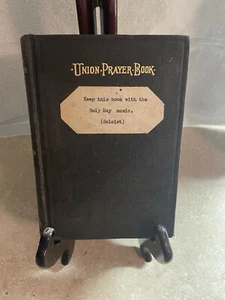 ·UNION·PRAYER·BOOK·
Keep this book with the
Holy Day music.
(Soloist)